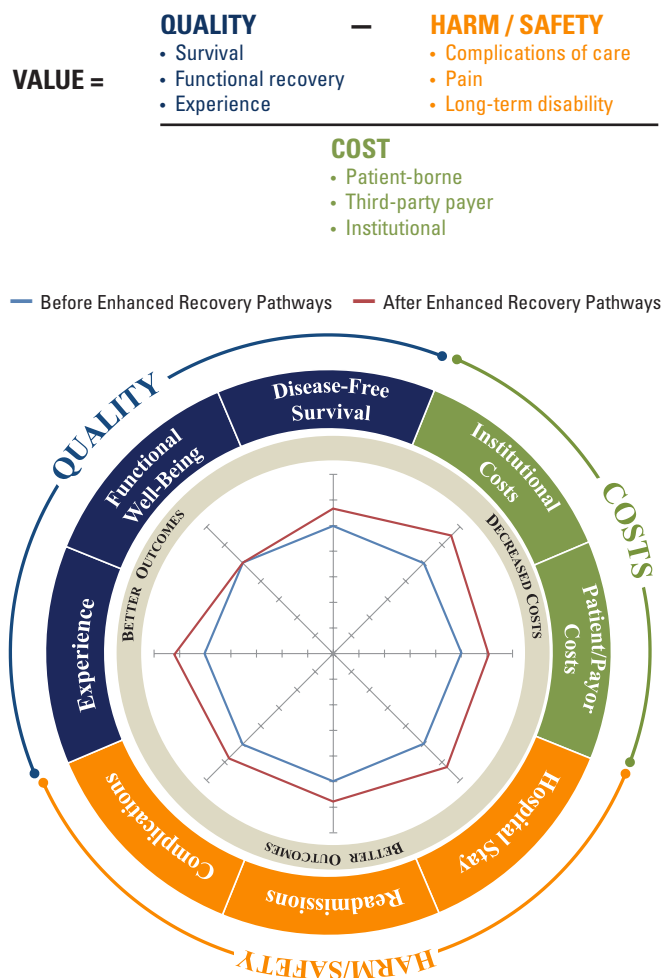 VALUE =
QUALITY
• Survival
• Functional recovery
• Experience
–
HARM / SAFETY
• Complications of care
• Pain
• Long-term disability
COST
• Patient-borne
• Third-party payer
• Institutional
Before Enhanced Recovery Pathways
After Enhanced Recovery Pathways
QUALITY
COSTS
HARM/SAFETY
Disease-Free
Survival
Institutional
Costs
Patient/Payor
Costs
Hospital Stay
Readmissions
Complications
Experience
Functional
Well-Being
BETTER OUTCOMES
DECREASED COSTS
BETTER OUTCOMES